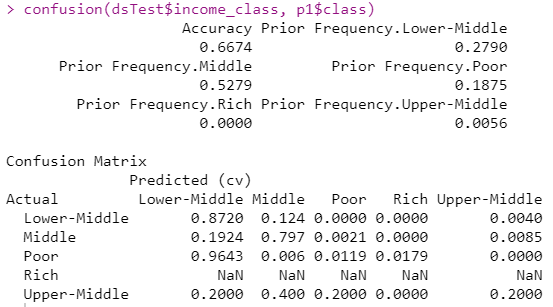 > confusion(dsTest$income_class, p1$class)
Accuracy Prior Frequency.Lower-Middle
0.6674 0.2790
Prior Frequency.Middle Prior Frequency.Poor
0.5279 0.1875
Prior Frequency.Rich Prior Frequency.Upper-Middle
0.0000 0.0056
Confusion Matrix
Predicted (cv)
Actual Lower-Middle Middle Poor Rich Upper-Middle
Lower-Middle 0.8720 0.124 0.0000 0.0000 0.0040
Middle 0.1924 0.797 0.0021 0.0000 0.0085
Poor 0.9643 0.006 0.0119 0.0179 0.0000
Rich NaN NaN NaN NaN NaN
Upper-Middle 0.2000 0.400 0.2000 0.0000 0.2000